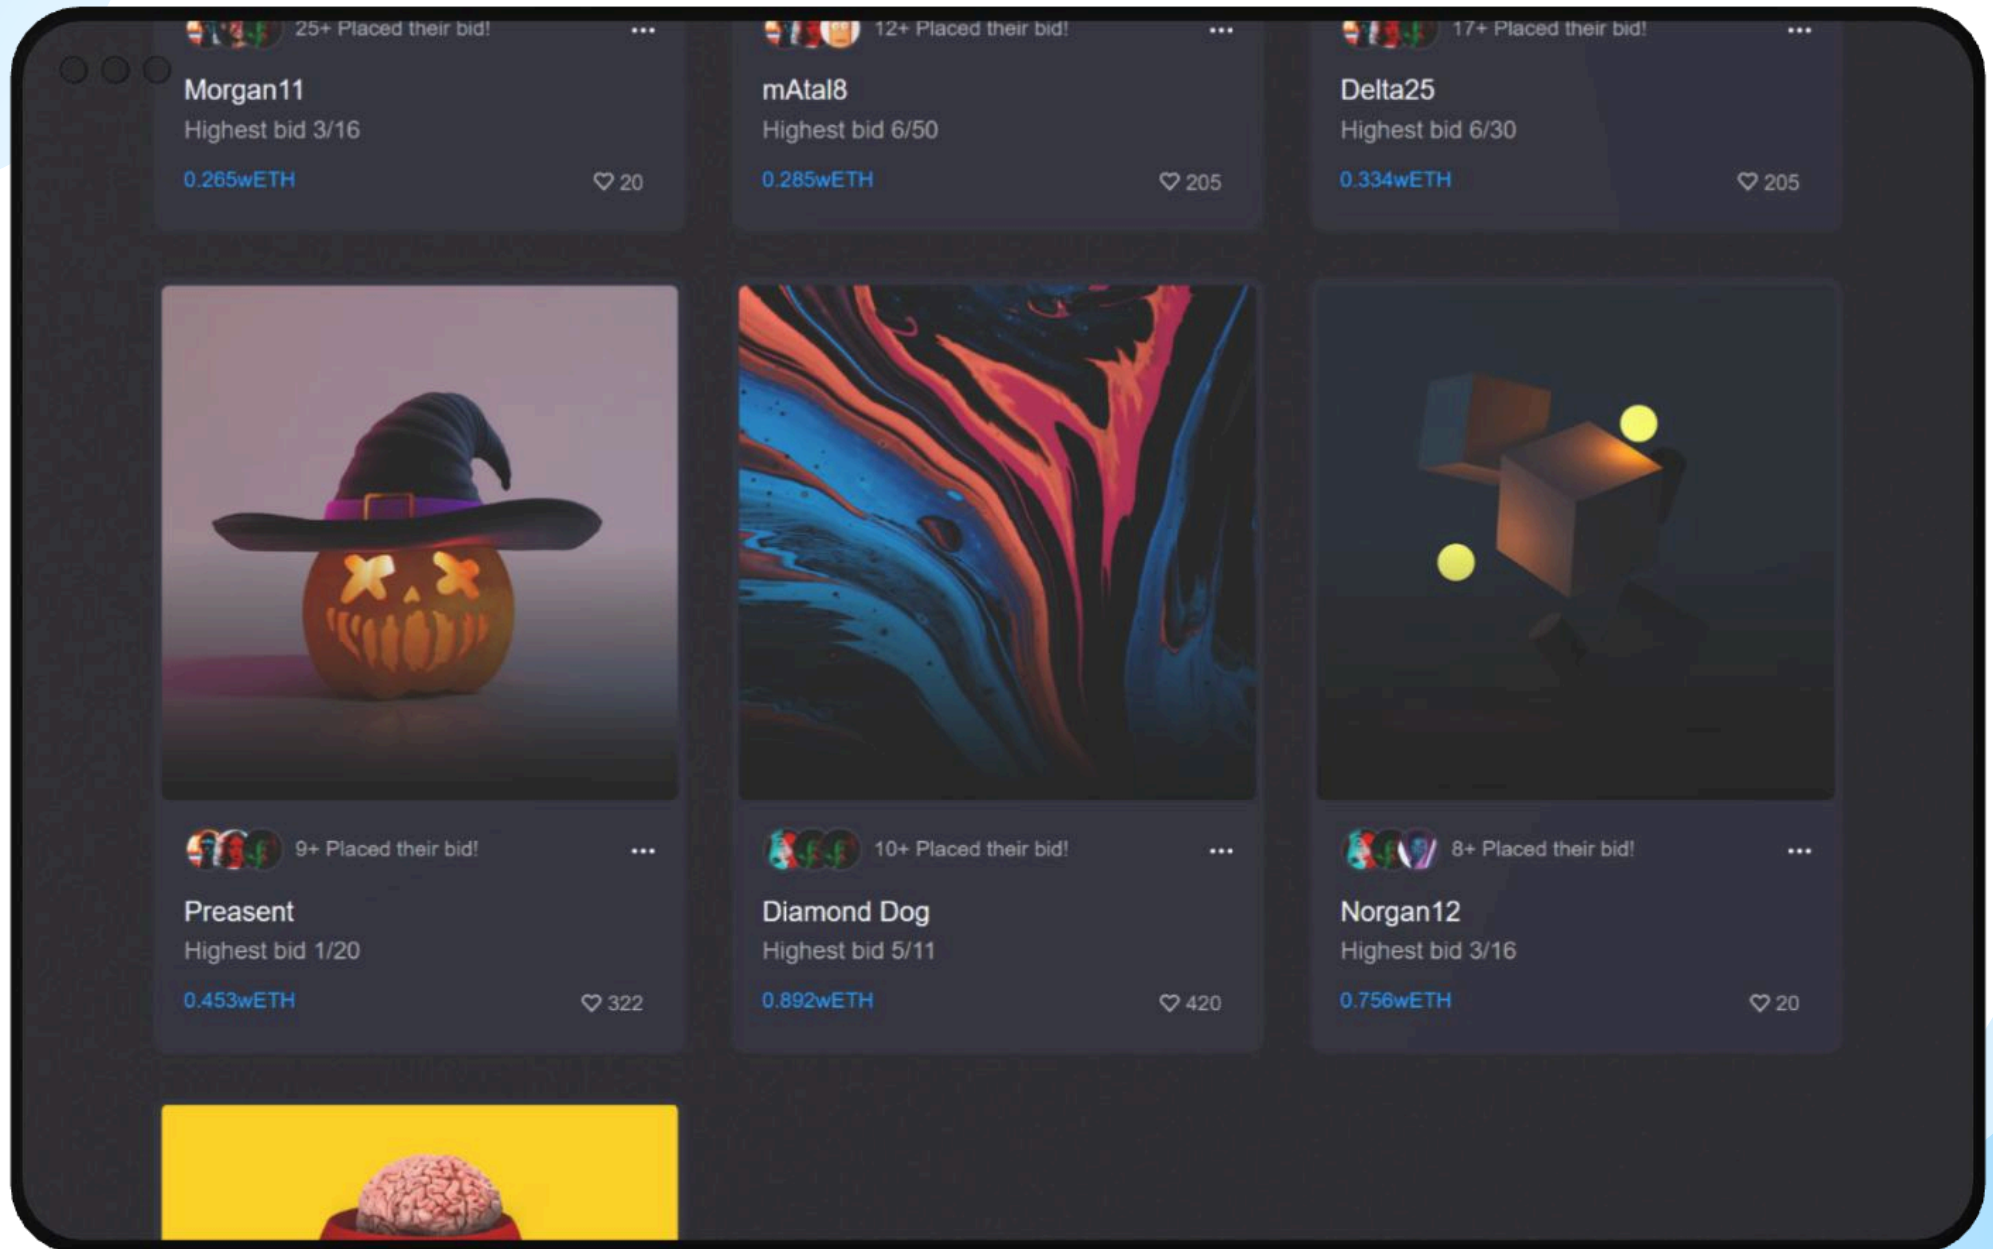 25+ Placed their bid!
12+ Placed their bid!
17+ Placed their bid!
Morgan11
mAtal8
Delta25
Highest bid 3/16
Highest bid 6/50
Highest bid 6/30
0.265wETH
20
0.285wETH
205
0.334wETH
205
9+ Placed their bid!
10+ Placed their bid!
8+ Placed their bid!
Preasent
Diamond Dog
Norgan12
Highest bid 1/20
Highest bid 5/11
Highest bid 3/16
0.453wETH
322
0.892wETH
420
0.756wETH
20